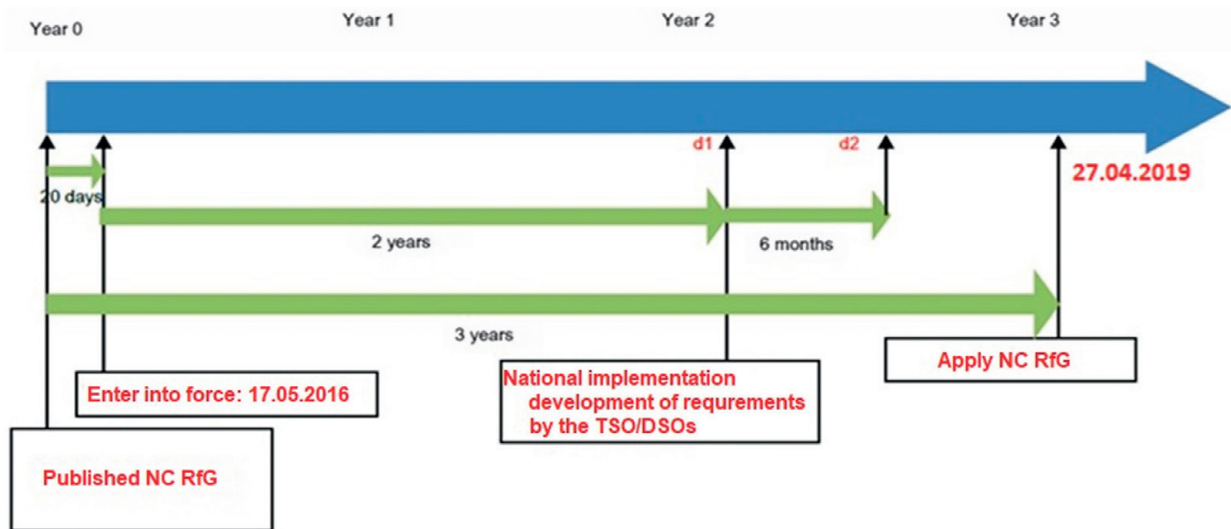 Year 0
Year 1
Year 2
Year 3
d1
d2
27.04.2019
20 days
2 years
6 months
3 years
Enter into force: 17.05.2016
National implementation
development of requrements
by the TSO/DSOs
Apply NC RfG
Published NC RfG